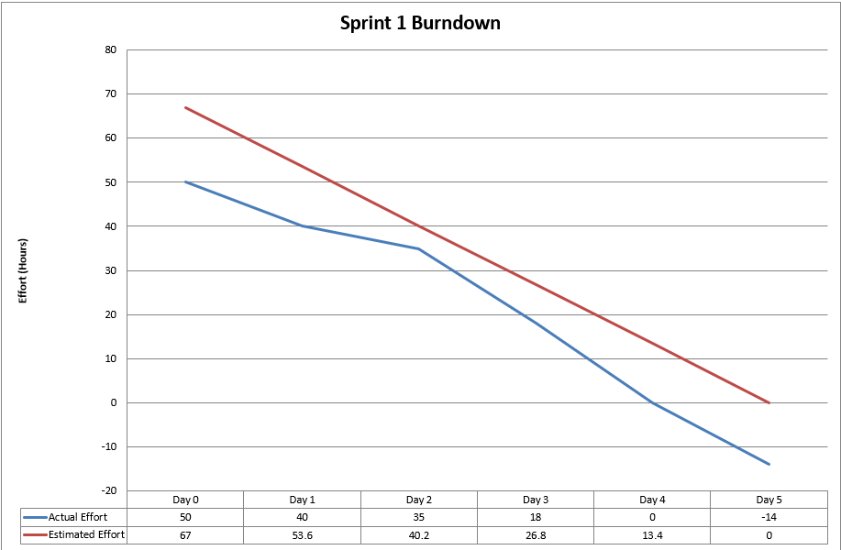 Sprint 1 Burndown
80
70
60
50
40
30
20
10
0
-10
-20
Effort (Hours)
Day 0 Day 1 Day 2 Day 3 Day 4 Day 5
Actual Effort 50 40 35 18 0 -14
Estimated Effort 67 53.6 40.2 26.8 13.4 0